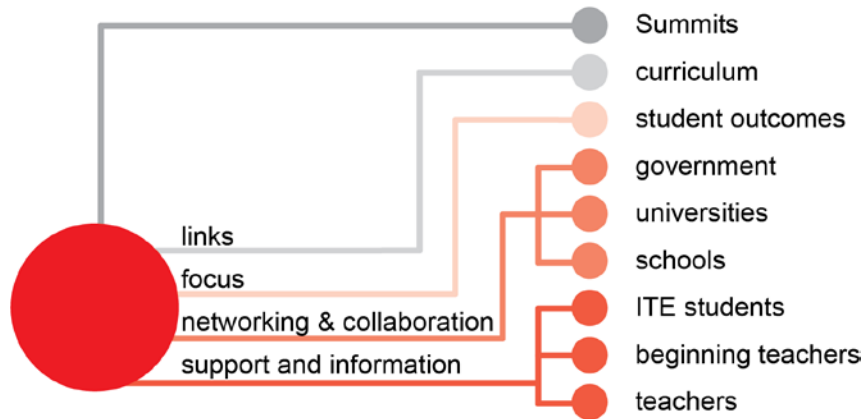 Summits
curriculum
student outcomes
government
universities
schools
ITE students
beginning teachers
teachers
links
focus
networking & collaboration
support and information